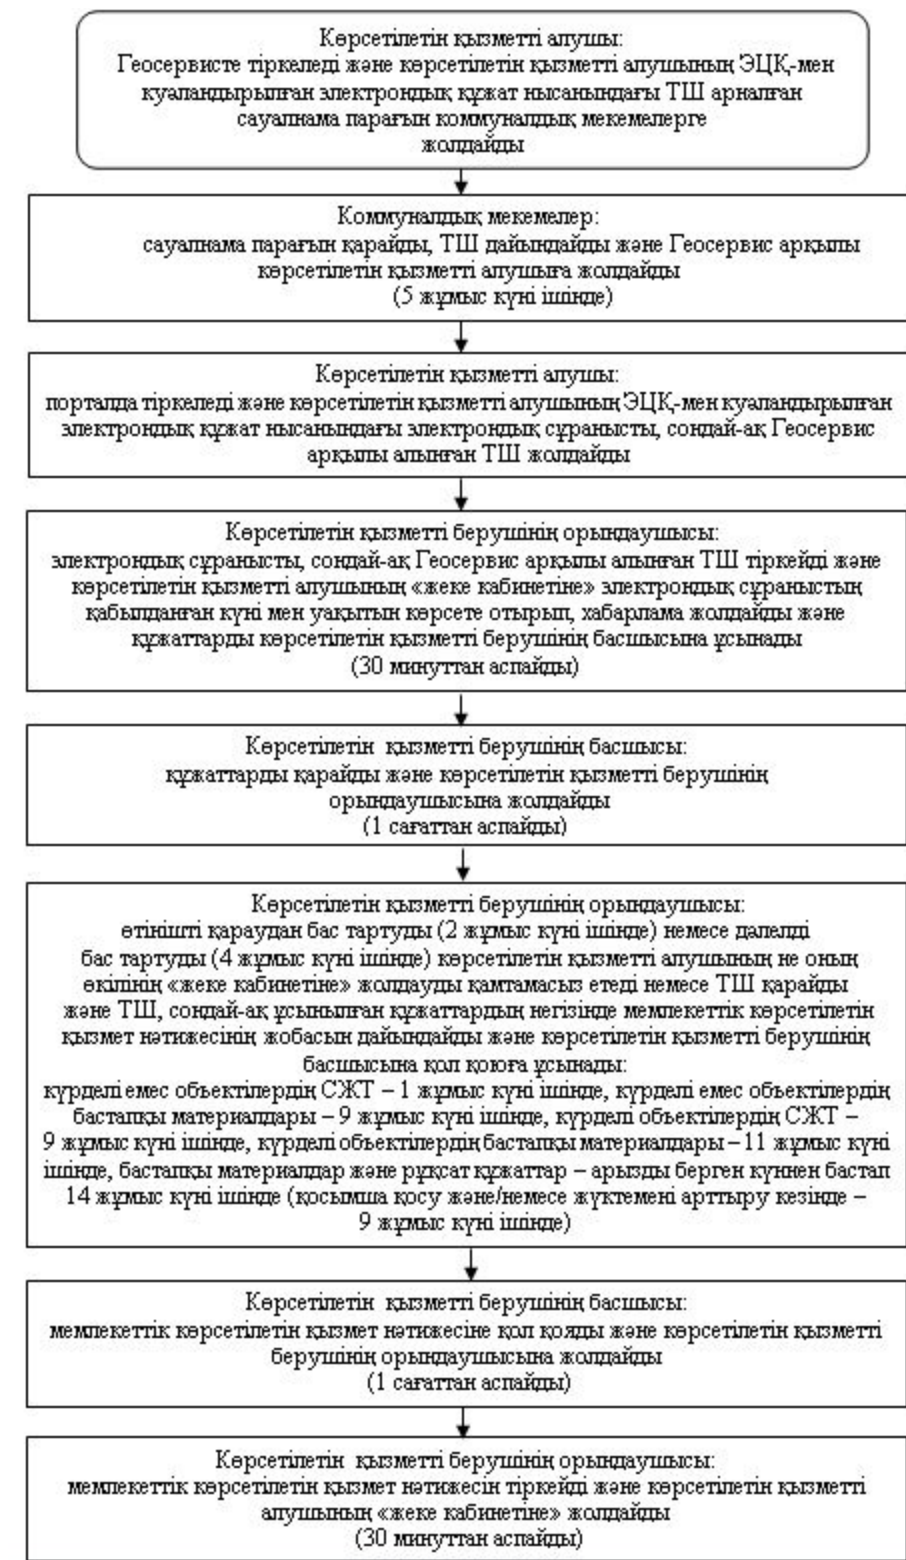 Көрсетілетін қызметті алушы:
Геосервисте тіркеледі және көрсетілетін қызметті алушының ЭЦҚ-мен
куәландырылған электрондық құжат нысанындағы ТШ арналған
сауалнама парағын коммуналдық мекемелерге
жолдайды
Коммуналдық мекемелер:
сауалнама парағын қарайды, ТШ дайындайды және Геосервис арқылы
көрсетілетін қызметті алушыға жолдайды
(5 жұмыс күні ішінде)
Көрсетілетін қызметті алушы:
порталда тіркеледі және көрсетілетін қызметті алушының ЭЦҚ-мен куәландырылған
электрондық құжат нысанындағы электрондық сұранысты, сондай-ақ Геосервис
арқылы алынған ТШ жолдайды
Көрсетілетін қызметті берушінің орындаушысы:
электрондық сұранысты, сондай-ақ Геосервис арқылы алынған ТШ тіркейді және
көрсетілетін қызметті алушының «жеке кабинетіне» электрондық сұраныстың
қабылданған күні мен уақытын көрсете отырып, хабарлама жолдайды және
құжаттарды көрсетілетін қызметті берушінің басшысына ұсынады
(30 минуттан аспайды)
Көрсетілетін қызметті берушінің басшысы:
құжаттарды қарайды және көрсетілетін қызметті берушінің
орындаушысына жолдайды
(1 сағаттан аспайды)
Көрсетілетін қызметті берушінің орындаушысы:
өтінішті қараудан бас тартуды (2 жұмыс күні ішінде) немесе дәлелді
бас тартуды (4 жұмыс күні ішінде) көрсетілетін қызметті алушының не оның
өкілінің «жеке кабинетіне» жолдауды қамтамасыз етеді немесе ТШ қарайды
және ТШ, сондай-ақ ұсынылған құжаттардың негізінде мемлекеттік көрсетілетін
қызмет нәтижесінің жобасын дайындайды және көрсетілетін қызметті берушінің
басшысына қол қоюға ұсынады:
күрделі емес объектілердің СЖТ – 1 жұмыс күні ішінде, күрделі емес объектілердің
бастапқы материалдары – 9 жұмыс күні ішінде, күрделі объектілердің СЖТ –
9 жұмыс күні ішінде, күрделі объектілердің бастапқы материалдары – 11 жұмыс күні
ішінде, бастапқы материалдар және рұқсат құжаттар – арызды берген күннен бастап
14 жұмыс күні ішінде (қосымша қосу және/немесе жүктемені арттыру кезінде –
9 жұмыс күні ішінде)
Көрсетілетін қызметті берушінің басшысы:
мемлекеттік көрсетілетін қызмет нәтижесіне қол қояды және көрсетілетін қызметті
берушінің орындаушысына жолдайды
(1 сағаттан аспайды)
Көрсетілетін қызметті берушінің орындаушысы:
мемлекеттік көрсетілетін қызмет нәтижесін тіркейді және көрсетілетін қызметті
алушының «жеке кабинетіне» жолдайды
(30 минуттан аспайды)